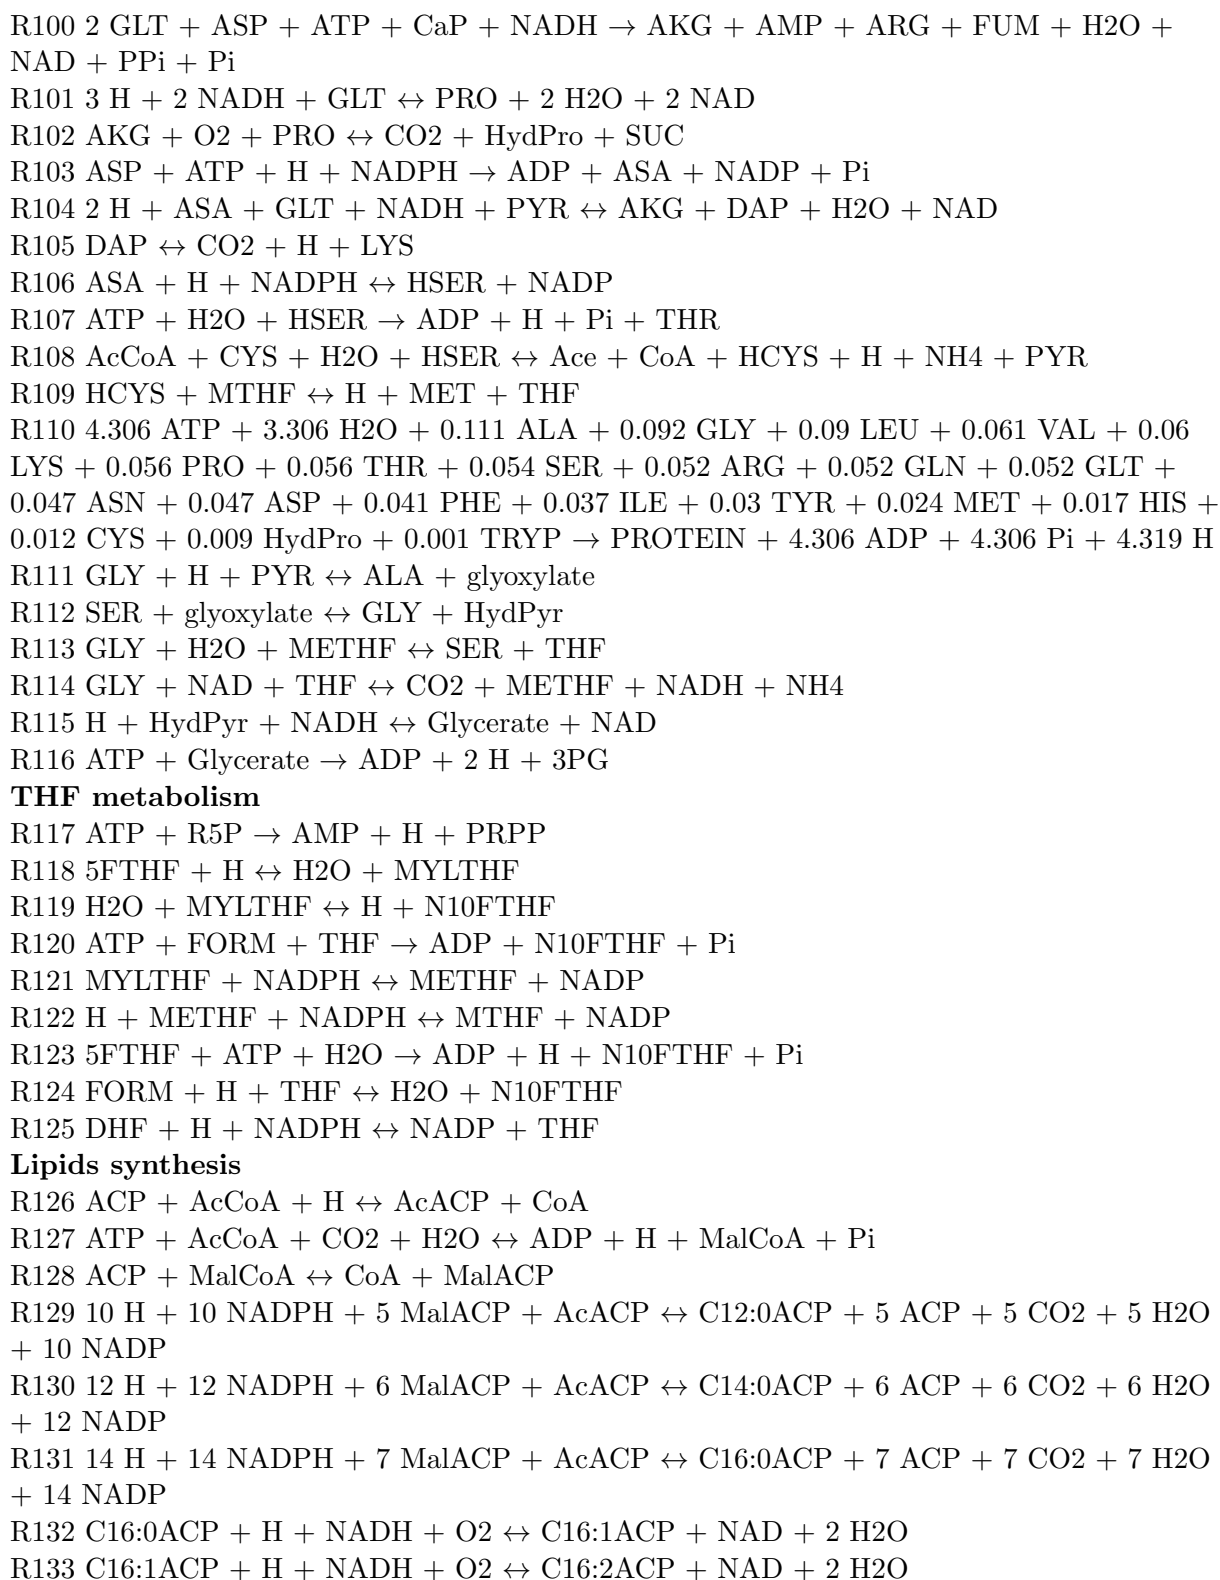 R100 2 GLT + ASP + ATP + CaP + NADH → AKG + AMP + ARG + FUM + H2O +
NAD + PPi + Pi
R101 3 H + 2 NADH + GLT ↔ PRO + 2 H2O + 2 NAD
R102 AKG + O2 + PRO ↔ CO2 + HydPro + SUC
R103 ASP + ATP + H + NADPH → ADP + ASA + NADP + Pi
R104 2 H + ASA + GLT + NADH + PYR ↔ AKG + DAP + H2O + NAD
R105 DAP ↔ CO2 + H + LYS
R106 ASA + H + NADPH ↔ HSER + NADP
R107 ATP + H2O + HSER → ADP + H + Pi + THR
R108 AcCoA + CYS + H2O + HSER ↔ Ace + CoA + HCYS + H + NH4 + PYR
R109 HCYS + MTHF ↔ H + MET + THF
R110 4.306 ATP + 3.306 H2O + 0.111 ALA + 0.092 GLY + 0.09 LEU + 0.061 VAL + 0.06
LYS + 0.056 PRO + 0.056 THR + 0.054 SER + 0.052 ARG + 0.052 GLN + 0.052 GLT +
0.047 ASN + 0.047 ASP + 0.041 PHE + 0.037 ILE + 0.03 TYR + 0.024 MET + 0.017 HIS +
0.012 CYS + 0.009 HydPro + 0.001 TRYP → PROTEIN + 4.306 ADP + 4.306 Pi + 4.319 H
R111 GLY + H + PYR ↔ ALA + glyoxylate
R112 SER + glyoxylate ↔ GLY + HydPyr
R113 GLY + H2O + METHF ↔ SER + THF
R114 GLY + NAD + THF ↔ CO2 + METHF + NADH + NH4
R115 H + HydPyr + NADH ↔ Glycerate + NAD
R116 ATP + Glycerate → ADP + 2 H + 3PG
THF metabolism
R117 ATP + R5P → AMP + H + PRPP
R118 5FTHF + H ↔ H2O + MYLTHF
R119 H2O + MYLTHF ↔ H + N10FTHF
R120 ATP + FORM + THF → ADP + N10FTHF + Pi
R121 MYLTHF + NADPH ↔ METHF + NADP
R122 H + METHF + NADPH ↔ MTHF + NADP
R123 5FTHF + ATP + H2O → ADP + H + N10FTHF + Pi
R124 FORM + H + THF ↔ H2O + N10FTHF
R125 DHF + H + NADPH ↔ NADP + THF
Lipids synthesis
R126 ACP + AcCoA + H ↔ AcACP + CoA
R127 ATP + AcCoA + CO2 + H2O ↔ ADP + H + MalCoA + Pi
R128 ACP + MalCoA ↔ CoA + MalACP
R129 10 H + 10 NADPH + 5 MalACP + AcACP ↔ C12:0ACP + 5 ACP + 5 CO2 + 5 H2O
+ 10 NADP
R130 12 H + 12 NADPH + 6 MalACP + AcACP ↔ C14:0ACP + 6 ACP + 6 CO2 + 6 H2O
+ 12 NADP
R131 14 H + 14 NADPH + 7 MalACP + AcACP ↔ C16:0ACP + 7 ACP + 7 CO2 + 7 H2O
+ 14 NADP
R132 C16:0ACP + H + NADH + O2 ↔ C16:1ACP + NAD + 2 H2O
R133 C16:1ACP + H + NADH + O2 ↔ C16:2ACP + NAD + 2 H2O